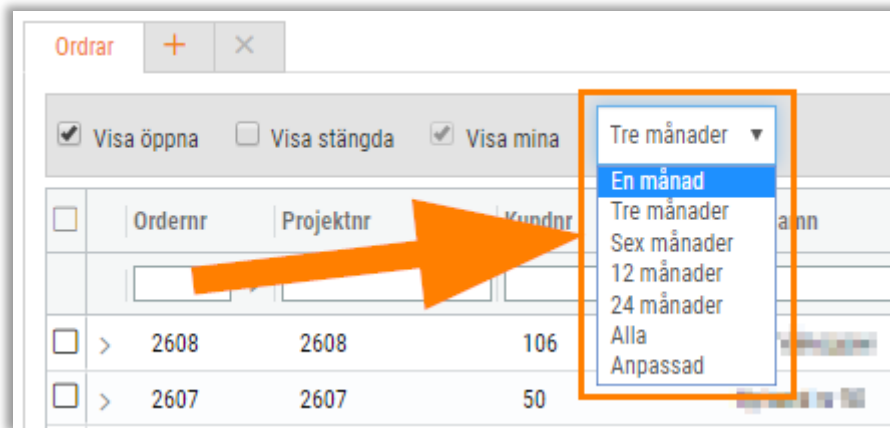 Ordrar + ×
Visa öppna Visa stängda Visa mina Tre månader
En månad
Tre månader
Sex månader
12 månader
24 månader
Alla
Anpassad
Ordernr Projektnr Kundnr
2608 2608 106
2607 2607 50